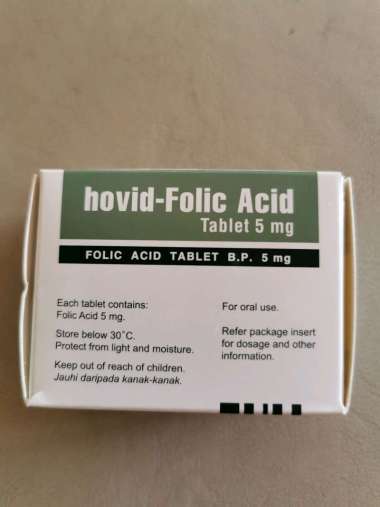 hovid-Folic Acid
Tablet 5 mg
FOLIC ACID TABLET B.P. 5 mg
Each tablet contains:
Folic Acid 5 mg.
Store below 30˚C.
Protect from light and moisture.
Keep out of reach of children.
Jauhi daripada kanak-kanak.
For oral use.
Refer package insert
for dosage and other
information.